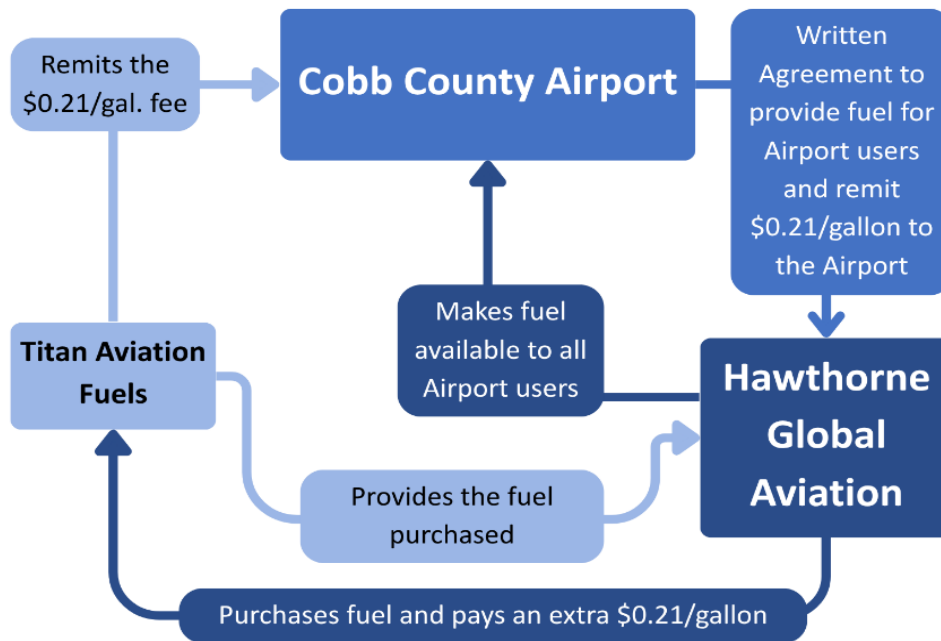 Remits the
$0.21/gal. fee
Cobb County Airport
Written
Agreement to
provide fuel for
Airport users
and remit
$0.21/gallon to
the Airport
Makes fuel
available to all
Airport users
Titan Aviation
Fuels
Hawthorne
Global
Aviation
Provides the fuel
purchased
Purchases fuel and pays an extra $0.21/gallon